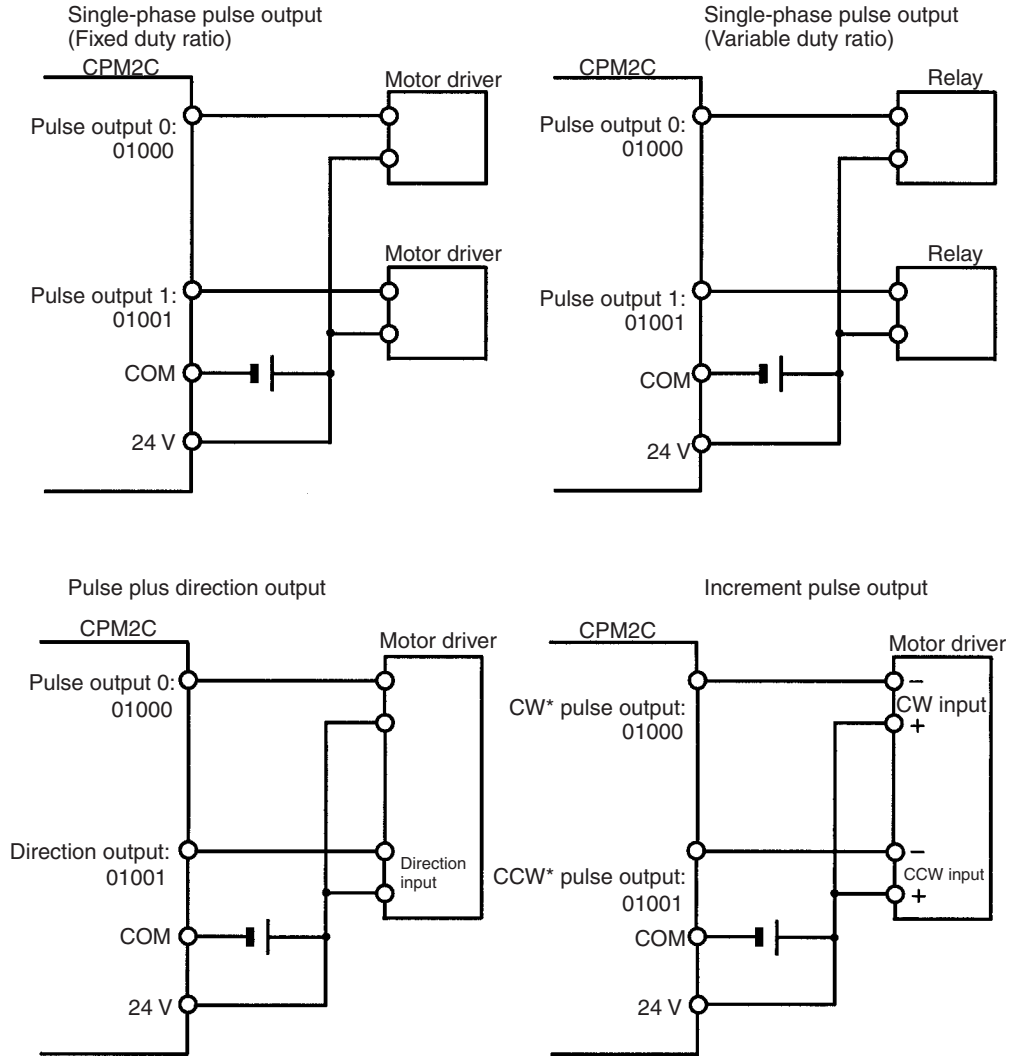 Single-phase pulse output
(Fixed duty ratio)
CPM2C
Motor driver
Pulse output 0:
01000
Motor driver
Pulse output 1:
01001
COM
24 V
Single-phase pulse output
(Variable duty ratio)
CPM2C
Relay
Pulse output 0:
01000
Relay
Pulse output 1:
01001
COM
24 V
Pulse plus direction output
CPM2C
Motor driver
Pulse output 0:
01000
Direction output:
01001
Direction
input
COM
24 V
Increment pulse output
CPM2C
Motor driver
−
CW input
+
CW* pulse output:
01000
−
CCW input
+
CCW* pulse output:
01001
COM
24 V